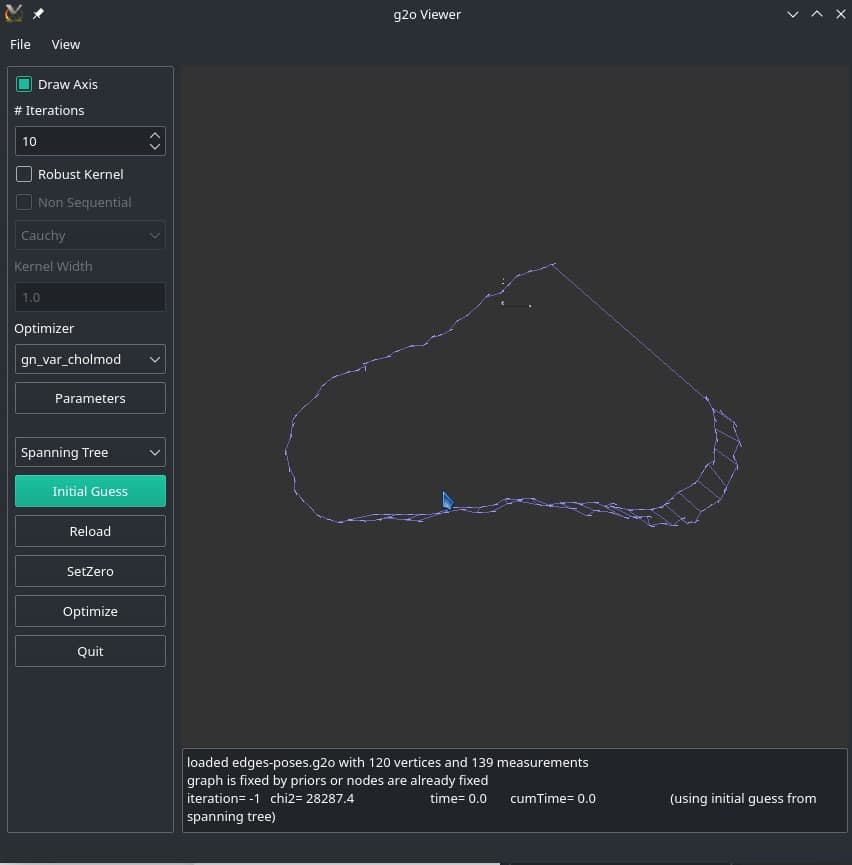 g2o Viewer
File View
Draw Axis
# Iterations
10
Robust Kernel
Non Sequential
Cauchy
Kernel Width
1.0
Optimizer
gn_var_cholmod
Parameters
Spanning Tree
Initial Guess
Reload
SetZero
Optimize
Quit
loaded edges-poses.g2o with 120 vertices and 139 measurements
graph is fixed by priors or nodes are already fixed
iteration= -1 chi2= 28287.4 time= 0.0 cumTime= 0.0 (using initial guess from
spanning tree)